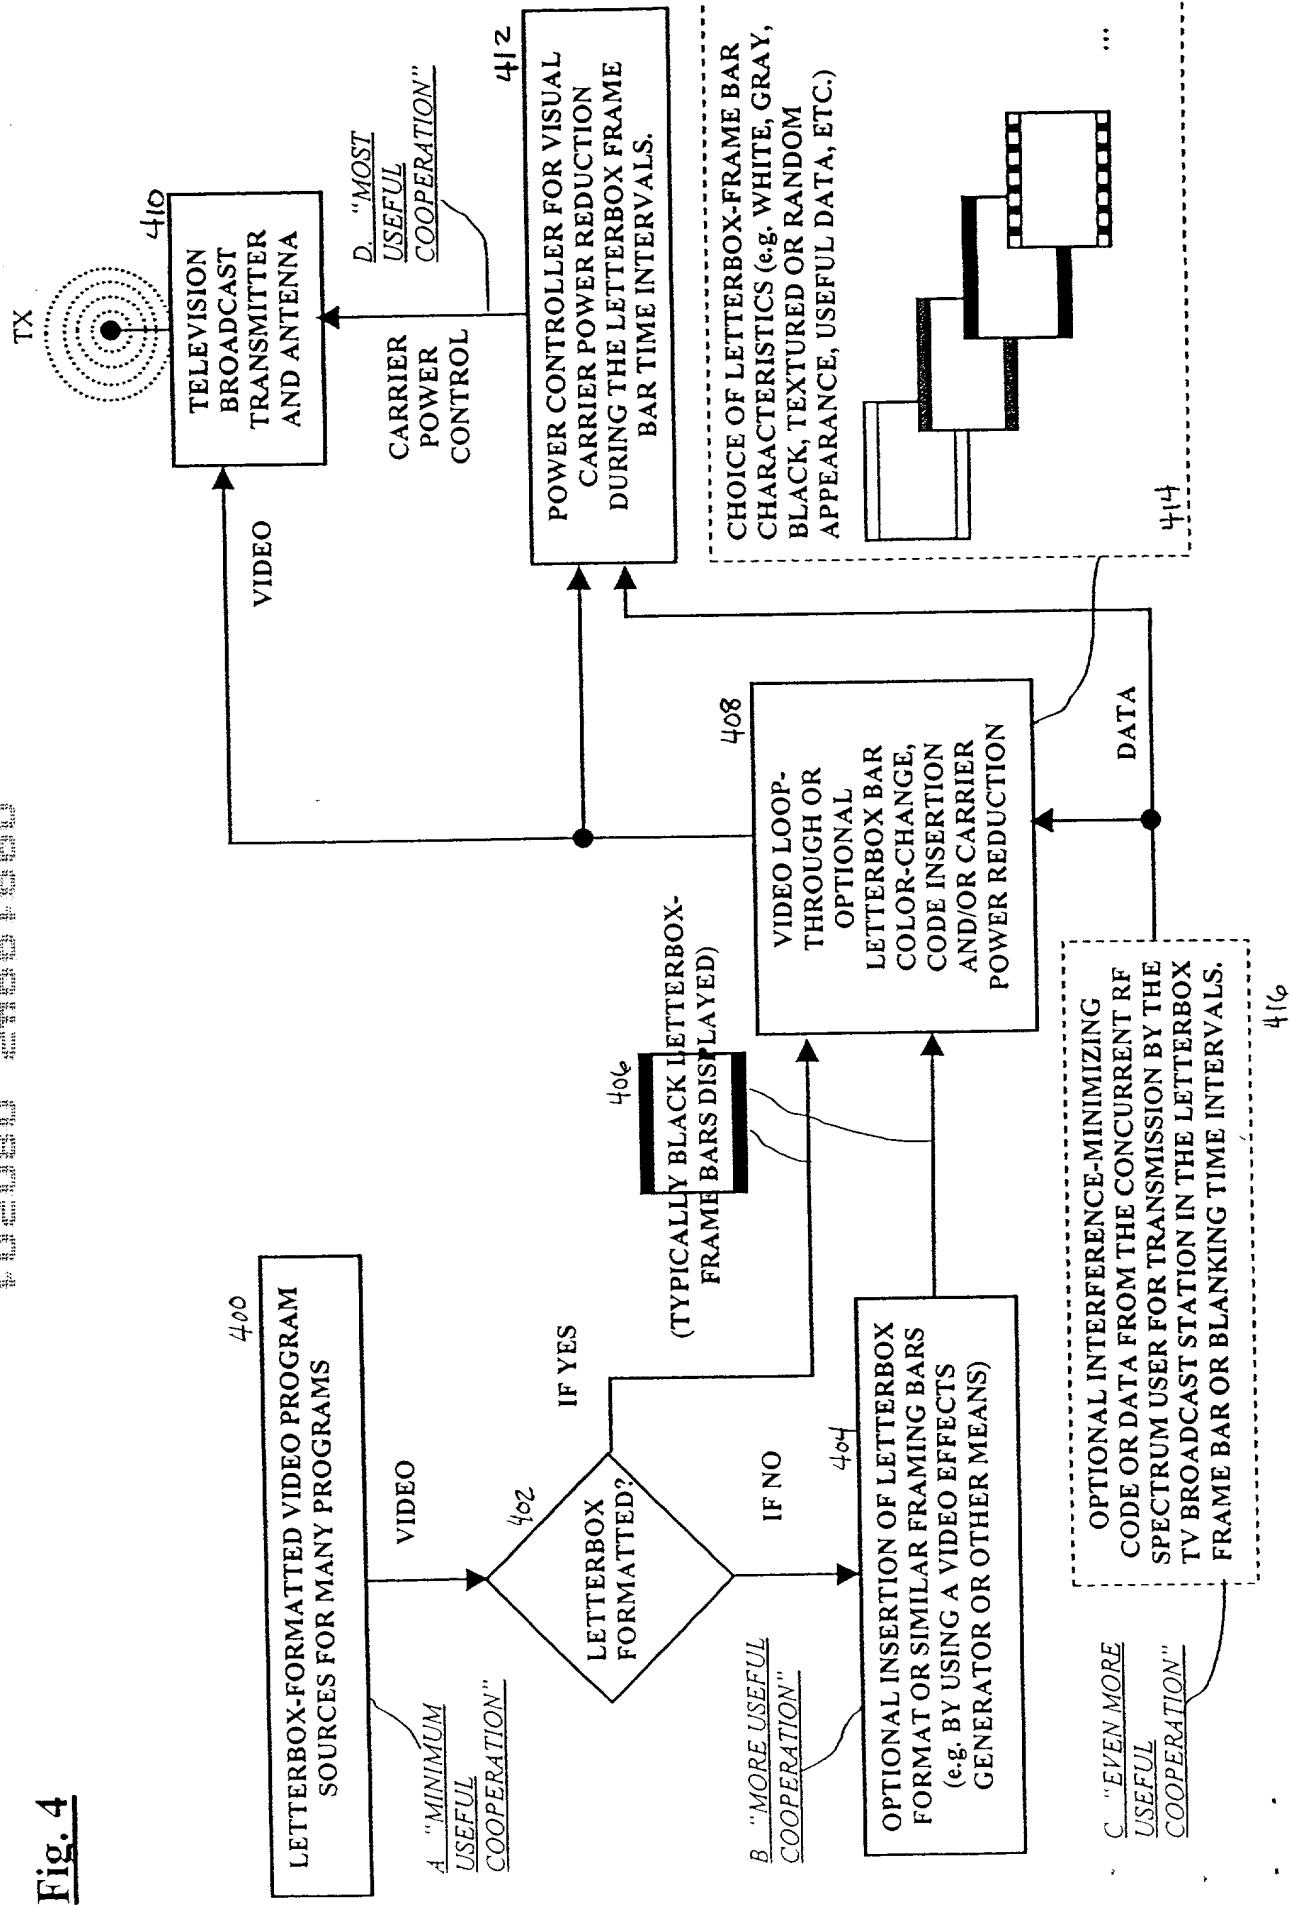 Fig. 4
LETTERBOX-FORMATTED VIDEO PROGRAM
SOURCES FOR MANY PROGRAMS
400
A "MINIMUM
USEFUL
COOPERATION"
VIDEO
402
LETTERBOX
FORMATTED?
IF YES
IF NO
B "MORE USEFUL
COOPERATION"
404
OPTIONAL INSERTION OF LETTERBOX
FORMAT OR SIMILAR FRAMING BARS
(e.g. BY USING A VIDEO EFFECTS
GENERATOR OR OTHER MEANS)
406
(TYPICALLY BLACK LETTERBOX-
FRAME BARS DISPLAYED)
408
VIDEO LOOP-
THROUGH OR
OPTIONAL
LETTERBOX BAR
COLOR-CHANGE,
CODE INSERTION
AND/OR CARRIER
POWER REDUCTION
C "EVEN MORE
USEFUL
COOPERATION"
OPTIONAL INTERFERENCE-MINIMIZING
CODE OR DATA FROM THE CONCURRENT RF
SPECTRUM USER FOR TRANSMISSION BY THE
TV BROADCAST STATION IN THE LETTERBOX
FRAME BAR OR BLANKING TIME INTERVALS.
416
DATA
VIDEO
TX
410
TELEVISION
BROADCAST
TRANSMITTER
AND ANTENNA
D. "MOST
USEFUL
COOPERATION"
CARRIER
POWER
CONTROL
412
POWER CONTROLLER FOR VISUAL
CARRIER POWER REDUCTION
DURING THE LETTERBOX FRAME
BAR TIME INTERVALS.
CHOICE OF LETTERBOX-FRAME BAR
CHARACTERISTICS (e.g. WHITE, GRAY,
BLACK, TEXTURED OR RANDOM
APPEARANCE, USEFUL DATA, ETC.)
...
414